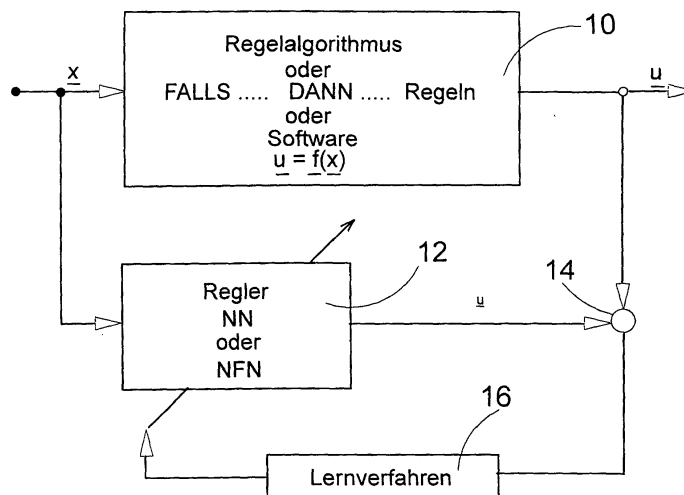 10
x
u
Regelalgorithmus
oder
FALLS ..... DANN ..... Regeln
oder
Software
u = f(x)
12
14
Regler
NN
oder
NFN
u
16
Lernverfahren